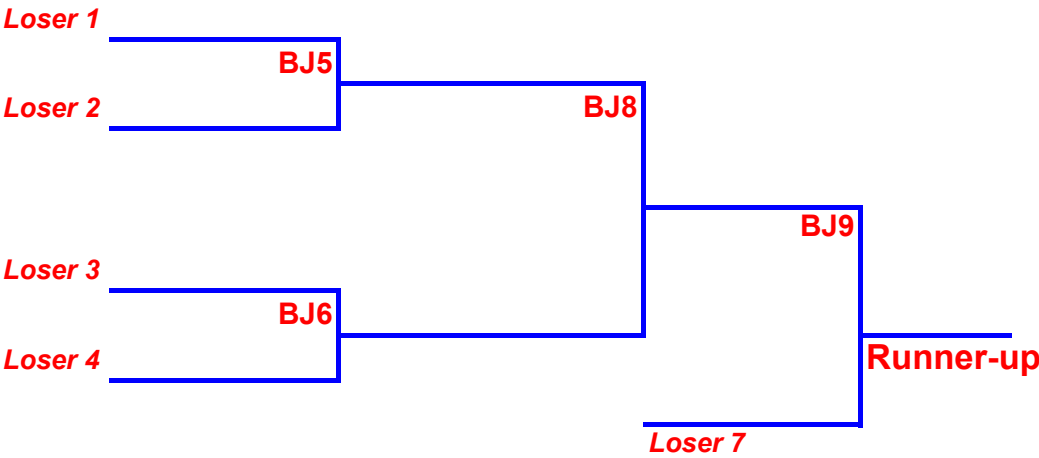 Loser 1
BJ5
Loser 2
BJ8
BJ9
Loser 3
BJ6
Loser 4
Runner-up
Loser 7